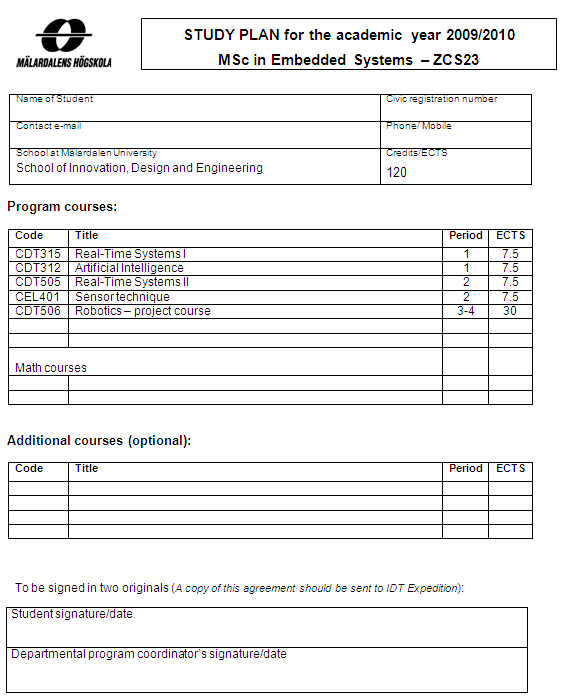 MÄLARDALENS HÖGSKOLA
STUDY PLAN for the academic year 2009/2010
MSc in Embedded Systems – ZCS23
Name of Student Civic registration number
Contact e-mail Phone/ Mobile
School at Mälardalen University Credits/ECTS
School of Innovation, Design and Engineering 120
Program courses:
Code Title Period ECTS
CDT315 Real-Time Systems I 1 7.5
CDT312 Artificial Intelligence 1 7.5
CDT505 Real-Time Systems II 2 7.5
CEL401 Sensor technique 2 7.5
CDT506 Robotics – project course 3-4 30
Math courses
Additional courses (optional):
Code Title Period ECTS
To be signed in two originals (A copy of this agreement should be sent to IDT Expedition):
Student signature/date
Departmental program coordinator's signature/date